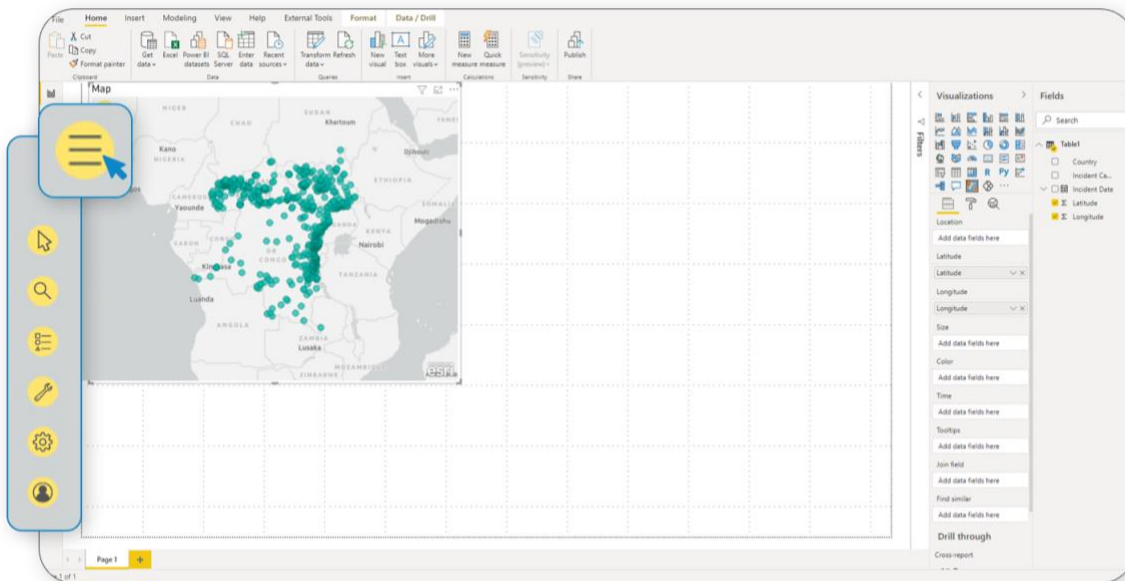 File Home Insert Modeling View Help External Tools Format Data / Drill
Paste
Cut
Copy
Format painter
Get data
Excel
Power BI datasets
SQL Server
Enter data
Recent sources
Transform data
Refresh
New visual
Text box
More visuals
New measure
Quick measure
Sensitivity (preview)
Publish
Clipboard Data Queries Insert Calculations Sensitivity Share
Map
NIGER
CHAD
SUDAN
Khartoum
Kano
NIGERIA
Djibouti
ETHIOPIA
Yaounde
SOMALI
Mogadishu
KENYA
GABON
Nairobi
CONGO
TANZANIA
Luanda
ANGOLA
ZAMBIA
Lusaka
ZIMBABWE
esri
Filters
Visualizations
R Py
Location
Add data fields here
Latitude
Latitude
Longitude
Longitude
Size
Add data fields here
Color
Add data fields here
Time
Add data fields here
Tooltips
Add data fields here
Join field
Add data fields here
Find similar
Add data fields here
Drill through
Cross-report
Fields
Search
Table1
Country
Incident Ca...
Incident Date
Σ Latitude
Σ Longitude
Page 1 +
1 of 1